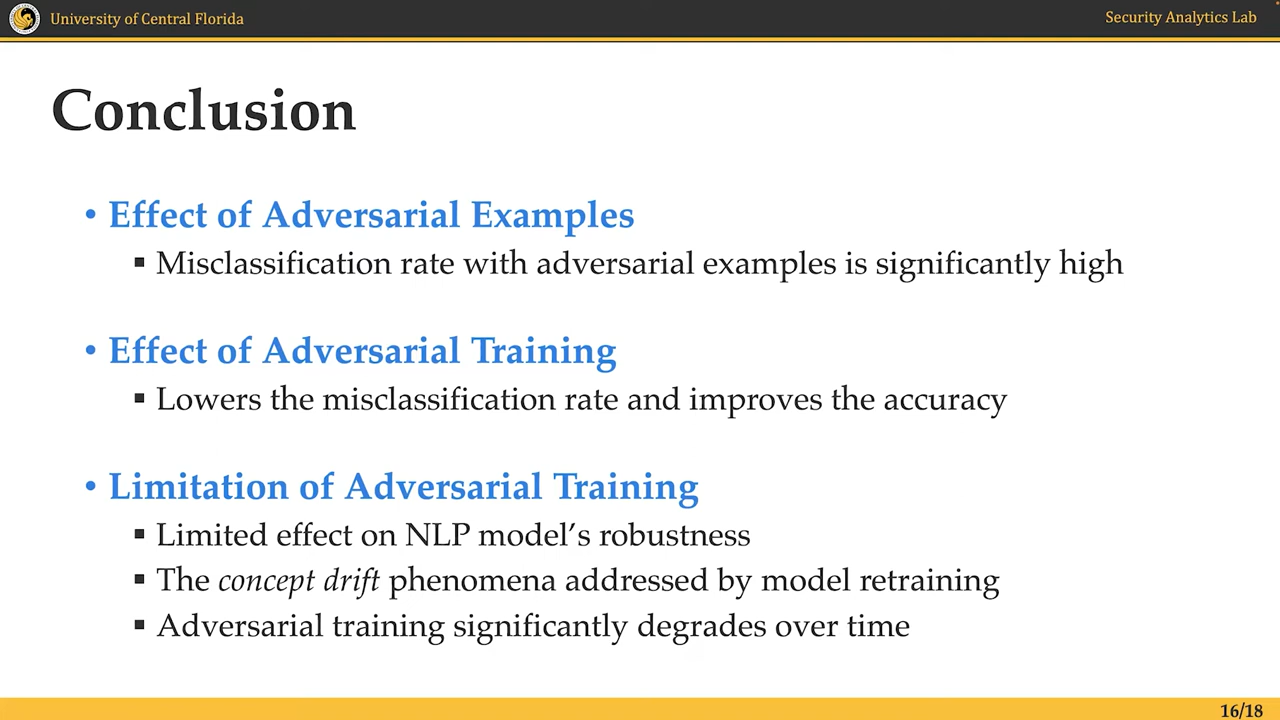 University of Central Florida
Security Analytics Lab
Conclusion
• Effect of Adversarial Examples
▪ Misclassification rate with adversarial examples is significantly high
• Effect of Adversarial Training
▪ Lowers the misclassification rate and improves the accuracy
• Limitation of Adversarial Training
▪ Limited effect on NLP model’s robustness
▪ The concept drift phenomena addressed by model retraining
▪ Adversarial training significantly degrades over time
16/18